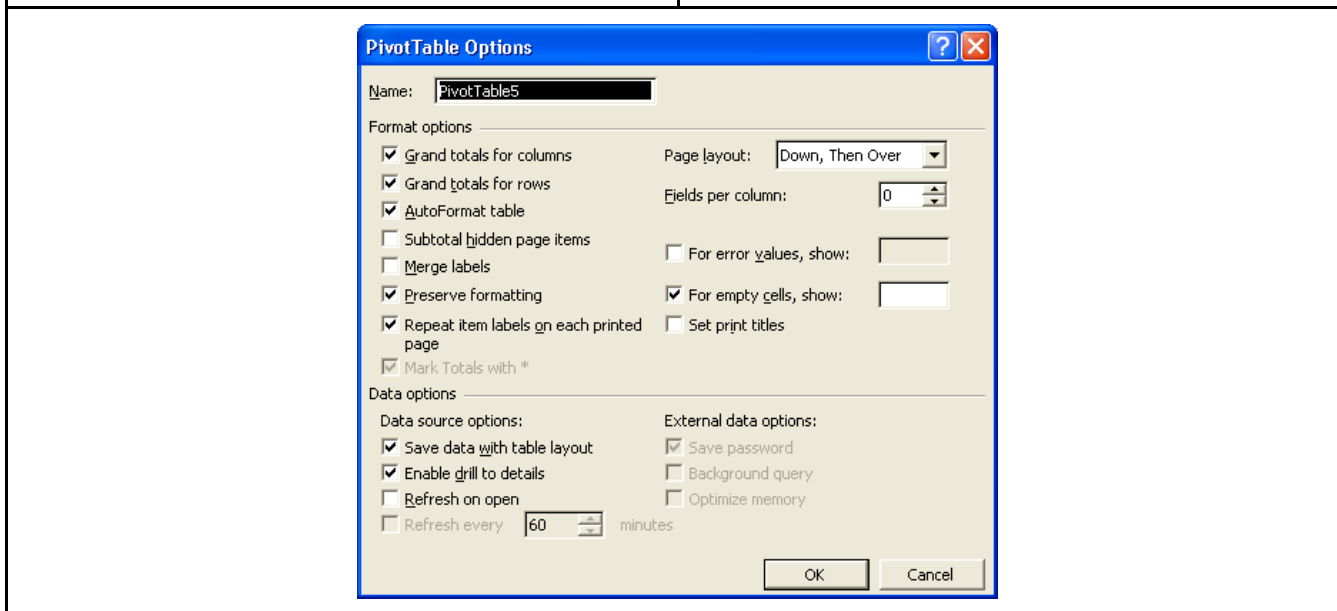 PivotTable Options
Name: PivotTable5
Format options
Grand totals for columns Page layout: Down, Then Over
Grand totals for rows Fields per column: 0
AutoFormat table
Subtotal hidden page items For error values, show:
Merge labels
Preserve formatting For empty cells, show:
Repeat item labels on each printed Set print titles
page
Mark Totals with *
Data options
Data source options: External data options:
Save data with table layout Save password
Enable drill to details Background query
Refresh on open Optimize memory
Refresh every 60 minutes
OK Cancel